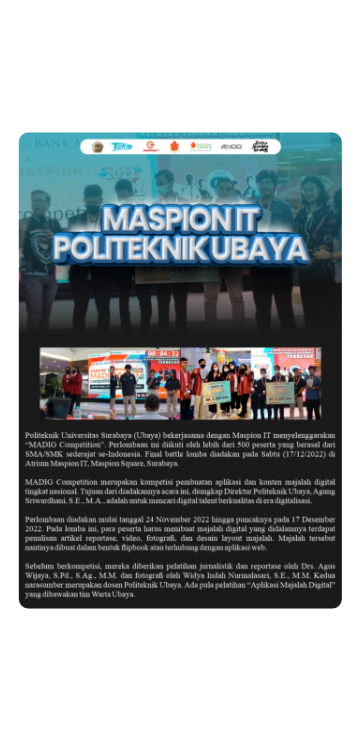 2022
MASPION IT
POLITEKNIK UBAYA
00:04:32
Politeknik Universitas Surabaya (Ubaya) bekerjasama dengan Maspion IT menyelenggarakan
“MADIG Competition”. Perlombaan ini diikuti oleh lebih dari 500 peserta yang berasal dari
SMA/SMK sederajat se-Indonesia. Final battle lomba diadakan pada Sabtu (17/12/2022) di
Atrium Maspion IT, Maspion Square, Surabaya.
MADIG Competition merupakan kompetisi pembuatan aplikasi dan konten majalah digital
tingkat nasional. Tujuan dari diadakannya acara ini, diungkap Direktur Politeknik Ubaya, Agung
Sriwardhani, S.E., M.A., adalah untuk mencari digital talent berkualitas di era digitalisasi.
Perlombaan diadakan mulai tanggal 24 November 2022 hingga puncaknya pada 17 Desember
2022. Pada lomba ini, para peserta harus membuat majalah digital yang didalamnya terdapat
penulisan artikel reportase, video, fotografi, dan desain layout majalah. Majalah tersebut
nantinya dibuat dalam bentuk flipbook atau terhubung dengan aplikasi web.
Sebelum berkompetisi, mereka diberikan pelatihan jurnalistik dan reportase oleh Drs. Agus
Wijaya, S.Pd., S.Ag., M.M. dan fotografi oleh Widya Indah Nurmalasari, S.E., M.M. Kedua
narasumber merupakan dosen Politeknik Ubaya. Ada pula pelatihan “Aplikasi Majalah Digital”
yang dibawakan tim Warta Ubaya.